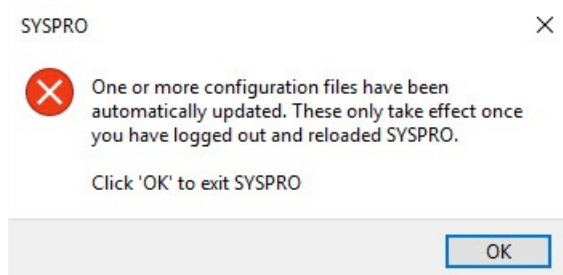 SYSPRO
One or more configuration files have been
automatically updated. These only take effect once
you have logged out and reloaded SYSPRO.
Click 'OK' to exit SYSPRO
OK